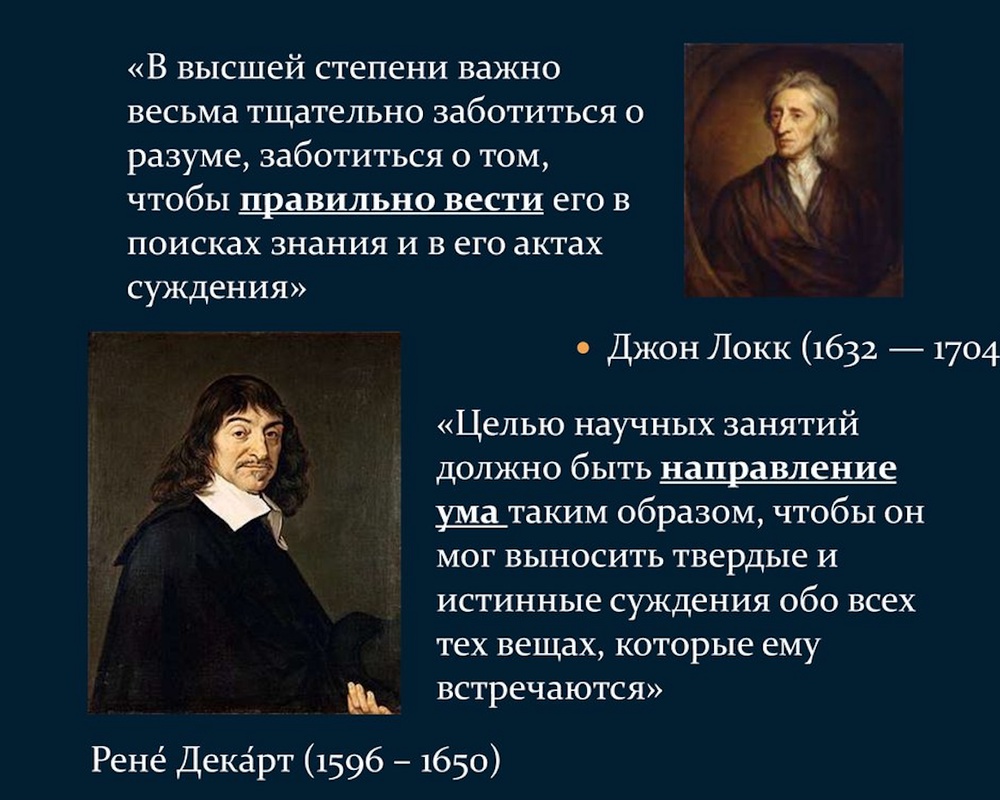 «В высшей степени важно
весьма тщательно заботиться о
разуме, заботиться о том,
чтобы правильно вести его в
поисках знания и в его актах
суждения»
• Джон Локк (1632 — 1704
«Целью научных занятий
должно быть направление
ума таким образом, чтобы он
мог выносить твердые и
истинные суждения обо всех
тех вещах, которые ему
встречаются»
Рене́ Дека́рт (1596 – 1650)